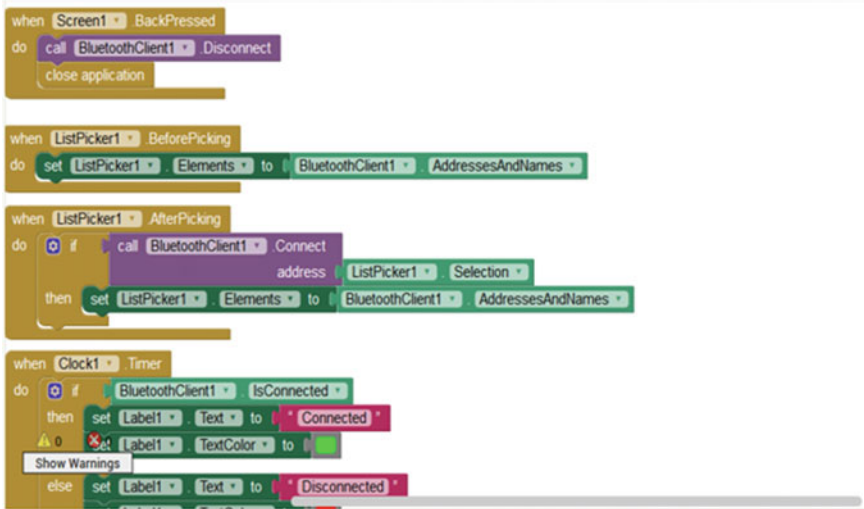 when Screen1 .BackPressed
do call BluetoothClient1 .Disconnect
close application
when ListPicker1 .BeforePicking
do set ListPicker1 . Elements to BluetoothClient1 . AddressesAndNames
when ListPicker1 .AfterPicking
do if call BluetoothClient1 .Connect
address ListPicker1 . Selection
then set ListPicker1 . Elements to BluetoothClient1 . AddressesAndNames
when Clock1 .Timer
do if BluetoothClient1 . IsConnected
then set Label1 . Text to " Connected "
0 set Label1 . TextColor to
Show Warnings
else set Label1 . Text to " Disconnected "